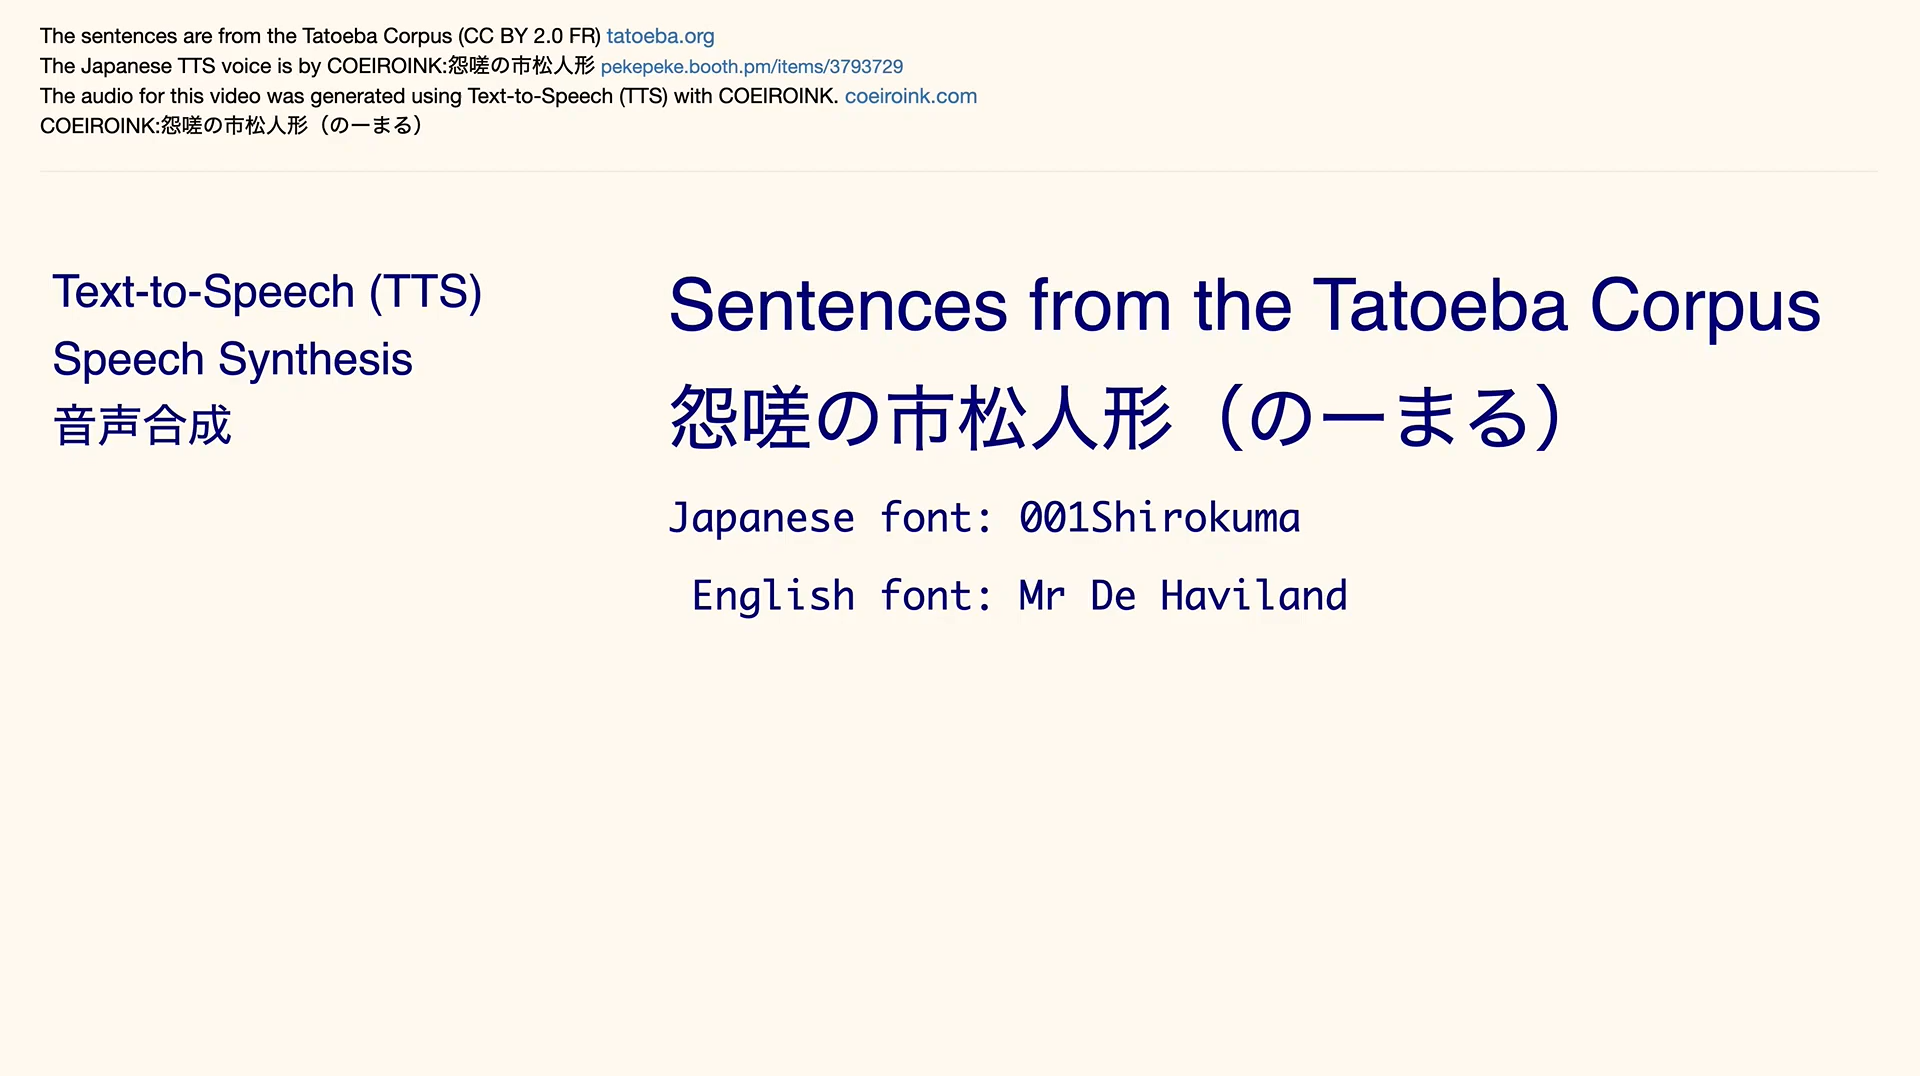 The sentences are from the Tatoeba Corpus (CC BY 2.0 FR) tatoeba.org
The Japanese TTS voice is by COEIROINK:怨嗟の市松人形 pekepeke.booth.pm/items/3793729
The audio for this video was generated using Text-to-Speech (TTS) with COEIROINK. coeiroink.com
COEIROINK:怨嗟の市松人形（のーまる）
Text-to-Speech (TTS)
Speech Synthesis
音声合成
Sentences from the Tatoeba Corpus
怨嗟の市松人形（のーまる）
Japanese font: 001Shirokuma
English font: Mr De Haviland